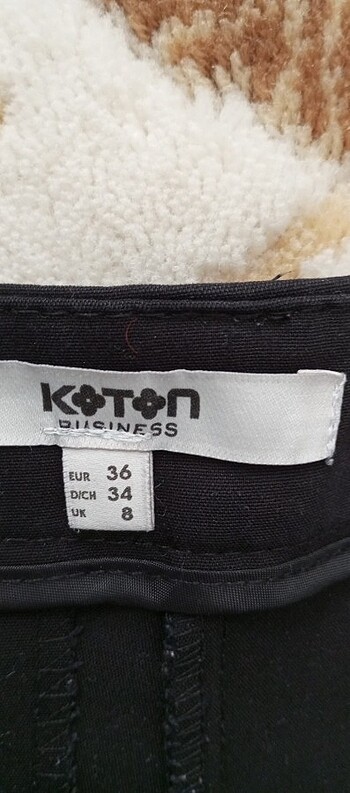 KOTON
BUSINESS
EUR 36
D/CH 34
UK 8